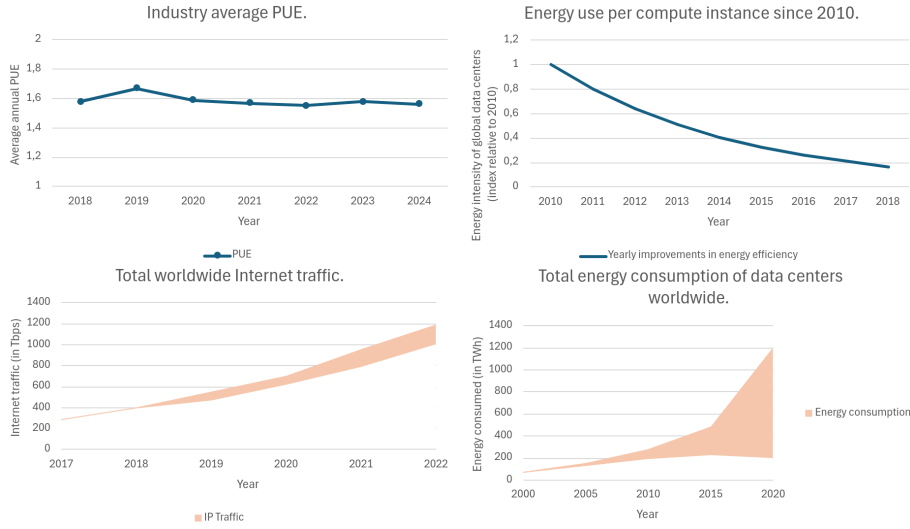 Industry average PUE.
2
1,8
1,6
1,4
1,2
1
Average annual PUE
2018 2019 2020 2021 2022 2023 2024
Year
PUE
Energy use per compute instance since 2010.
1,2
1
0,8
0,6
0,4
0,2
0
Energy intensity of global data centers
(index relative to 2010)
2010 2011 2012 2013 2014 2015 2016 2017 2018
Year
Yearly improvements in energy efficiency
Total worldwide Internet traffic.
1400
1200
1000
800
600
400
200
0
Internet traffic (in Tbps)
2017 2018 2019 2020 2021 2022
Year
IP Traffic
Total energy consumption of data centers
worldwide.
1400
1200
1000
800
600
400
200
0
Energy consumed (in TWh)
2000 2005 2010 2015 2020
Year
Energy consumption